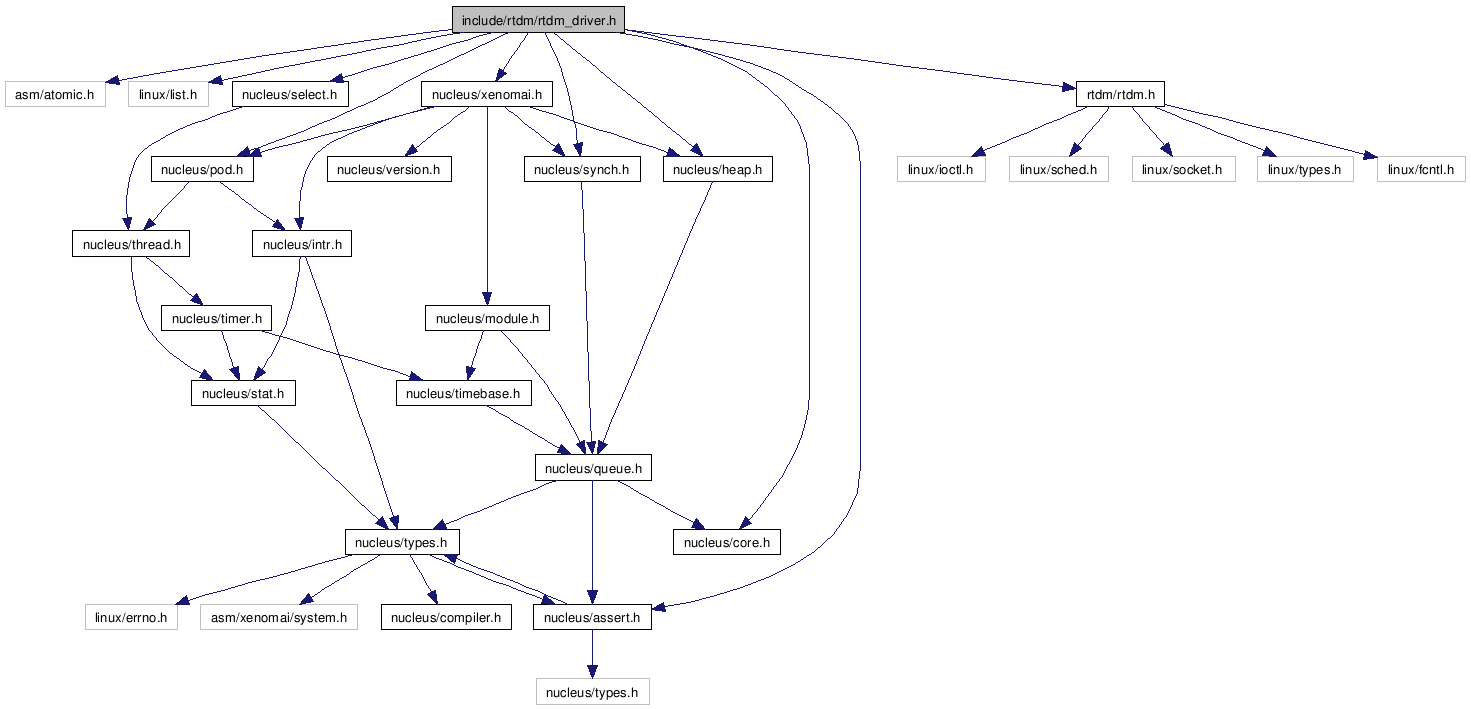 include/rtdm/rtdm_driver.h
asm/atomic.h
linux/list.h
nucleus/select.h
nucleus/xenomai.h
rtdm/rtdm.h
nucleus/pod.h
nucleus/version.h
nucleus/synch.h
nucleus/heap.h
linux/ioctl.h
linux/sched.h
linux/socket.h
linux/types.h
linux/fcntl.h
nucleus/thread.h
nucleus/intr.h
nucleus/timer.h
nucleus/module.h
nucleus/stat.h
nucleus/timebase.h
nucleus/queue.h
nucleus/types.h
nucleus/core.h
linux/errno.h
asm/xenomai/system.h
nucleus/compiler.h
nucleus/assert.h
nucleus/types.h